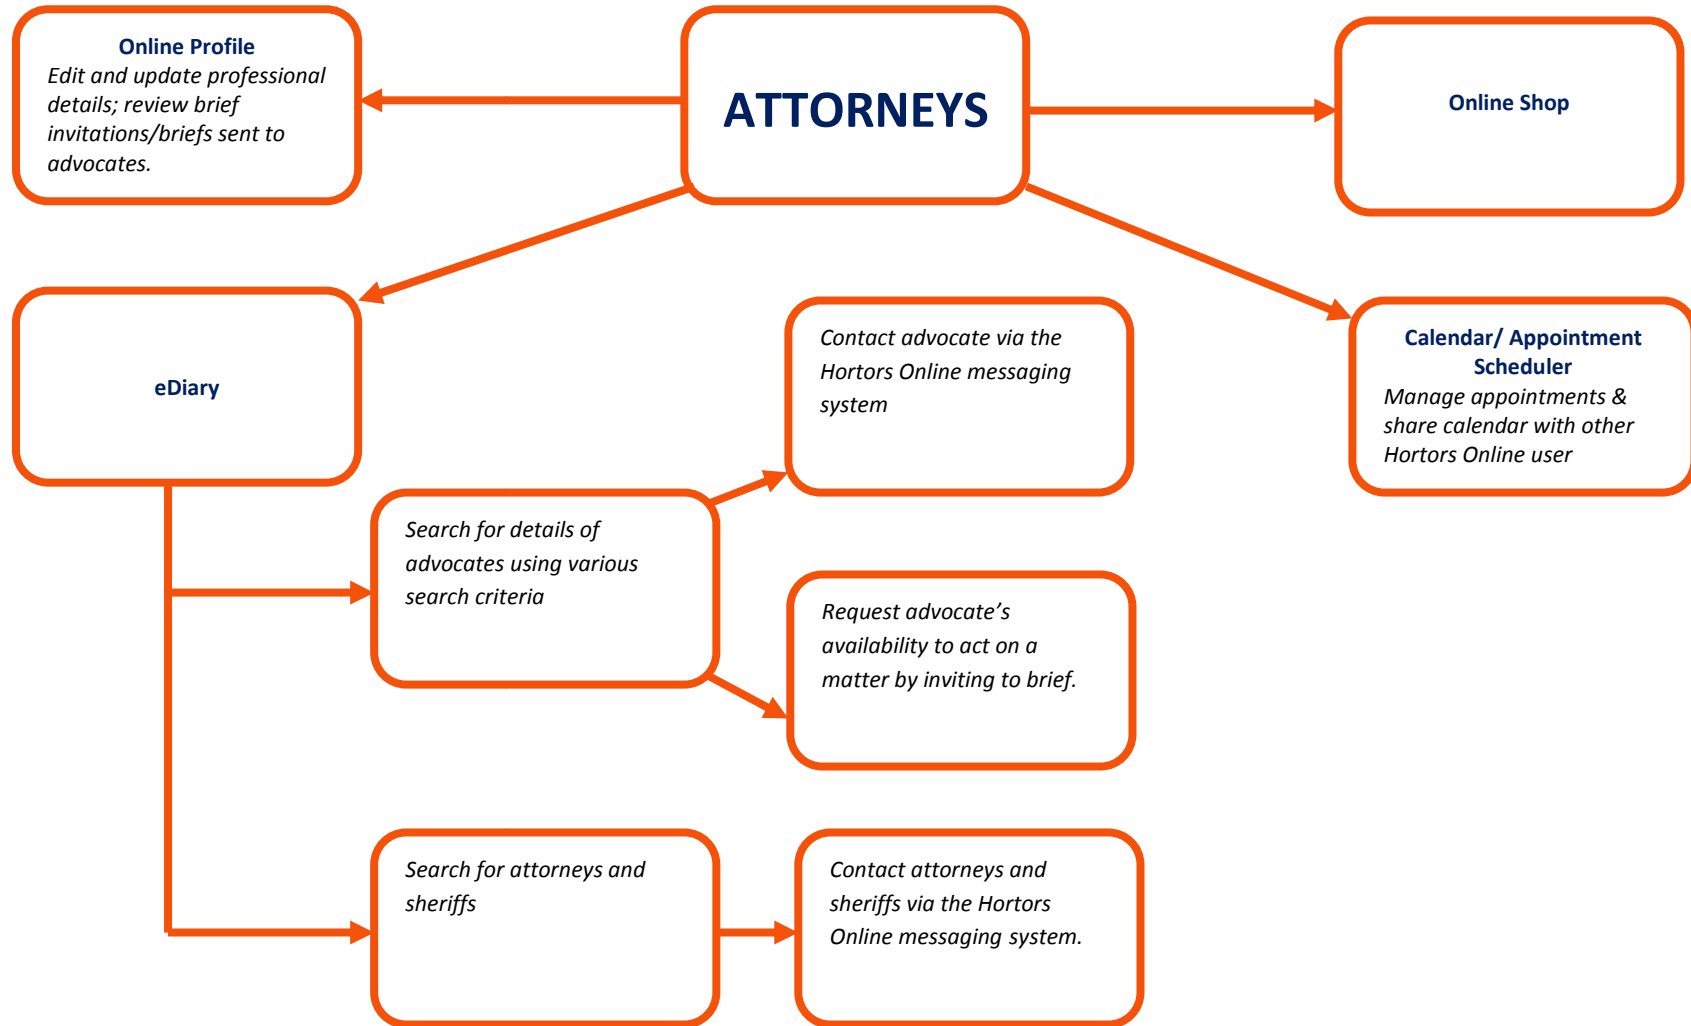 Online Profile
Edit and update professional
details; review brief
invitations/briefs sent to
advocates.
ATTORNEYS
Online Shop
eDiary
Contact advocate via the
Hortors Online messaging
system
Calendar/ Appointment
Scheduler
Manage appointments &
share calendar with other
Hortors Online user
Search for details of
advocates using various
search criteria
Request advocate’s
availability to act on a
matter by inviting to brief.
Search for attorneys and
sheriffs
Contact attorneys and
sheriffs via the Hortors
Online messaging system.